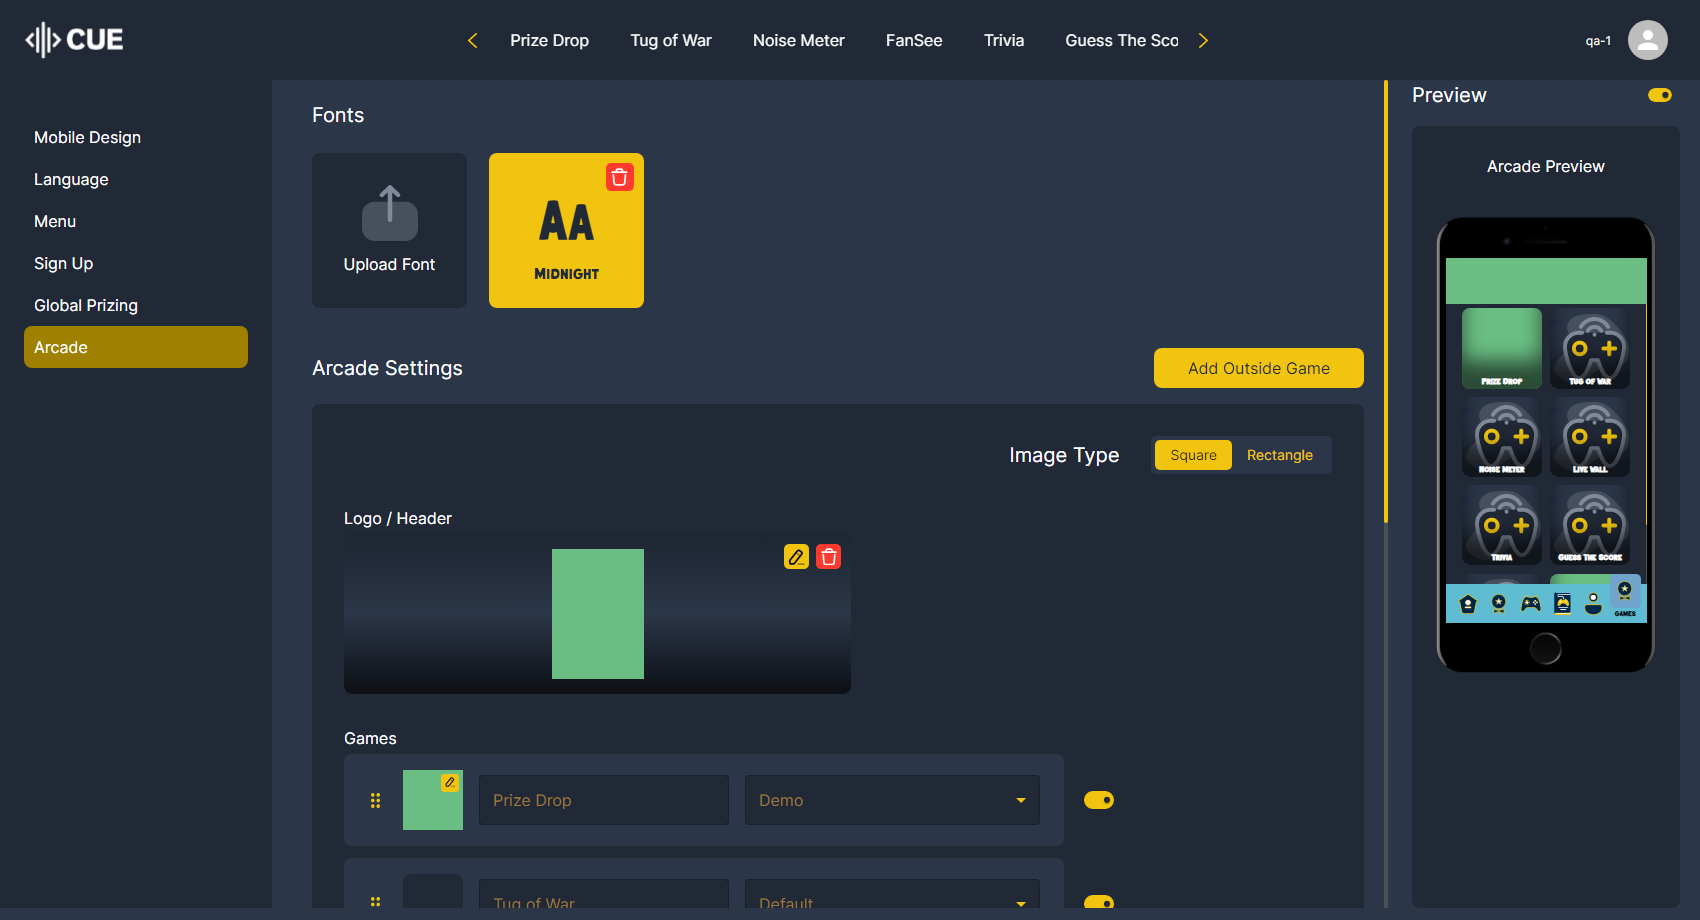 CUE
Prize Drop
Tug of War
Noise Meter
FanSee
Trivia
Guess The Sco
qa-1
Mobile Design
Language
Menu
Sign Up
Global Prizing
Arcade
Fonts
Upload Font
AA
MIDNIGHT
Arcade Settings
Add Outside Game
Image Type
Square
Rectangle
Logo / Header
Games
Prize Drop
Demo
Tug of War
Default
Preview
Arcade Preview
PRIZE DROP
TUG OF WAR
NOISE METER
LIVE WALL
TRIVIA
GUESS THE SCORE
GAMES